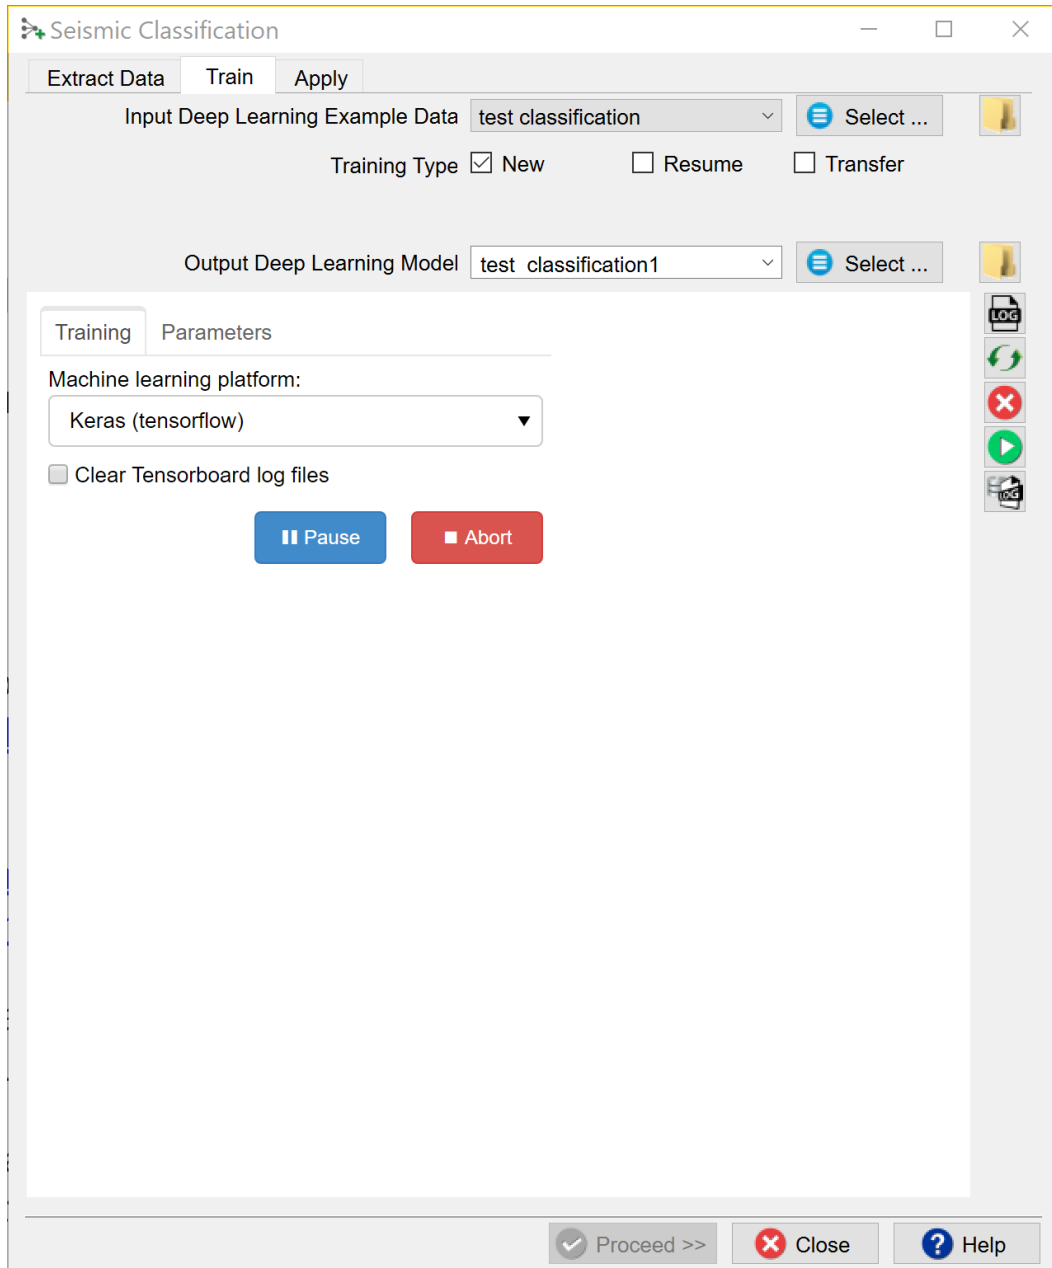 Seismic Classification
Extract Data Train Apply
Input Deep Learning Example Data test classification Select ...
Training Type New Resume Transfer
Output Deep Learning Model test classification1 Select ...
LOG
Training Parameters
Machine learning platform:
Keras (tensorflow)
Clear Tensorboard log files
LOG
Pause Abort
Proceed >> Close Help